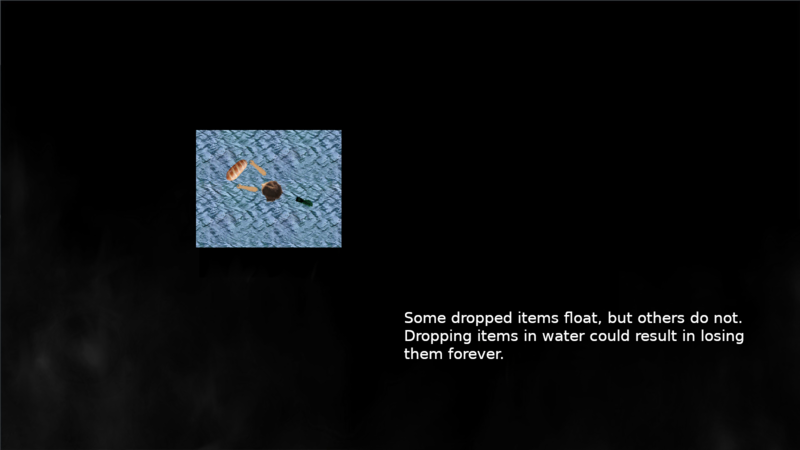 Some dropped items float, but others do not.
Dropping items in water could result in losing
them forever.